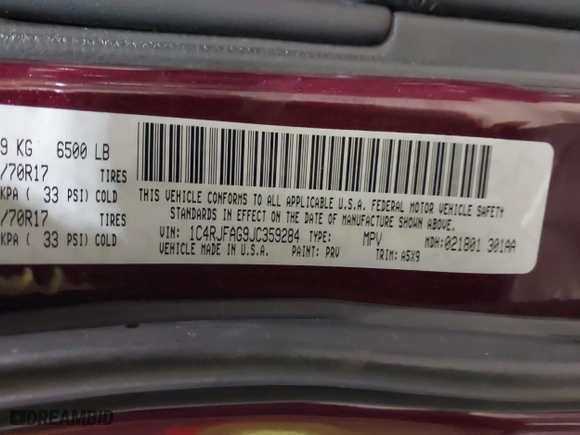 9 KG 6500 LB
/70R17 TIRES
KPA ( 33 PSI) COLD
/70R17 TIRES
KPA ( 33 PSI) COLD
THIS VEHICLE CONFORMS TO ALL APPLICABLE U.S.A. FEDERAL MOTOR VEHICLE SAFETY
STANDARDS IN EFFECT ON THE DATE OF MANUFACTURE SHOWN ABOVE.
VIN: 1C4RJFAG9JC359284 TYPE: MPV MDH: 021801 301AA
VEHICLE MADE IN U.S.A. PAINT: PRV TRIM: A5X9
DREAMBID